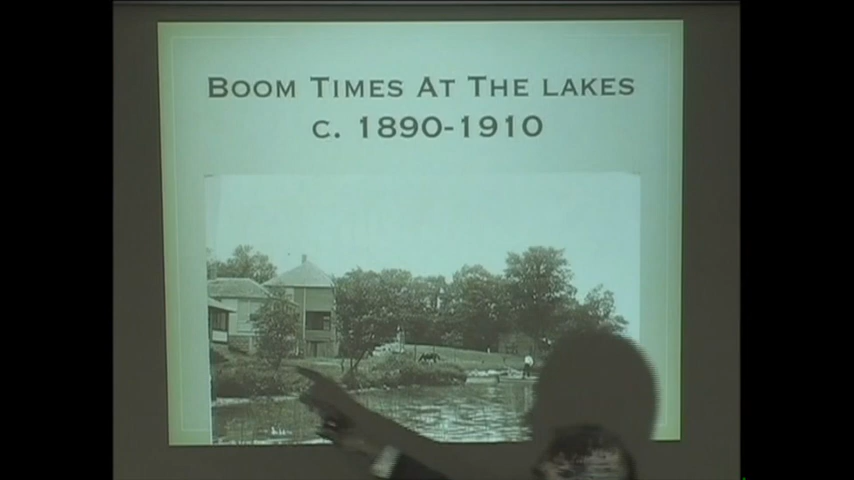 BOOM TIMES AT THE LAKES
C. 1890-1910